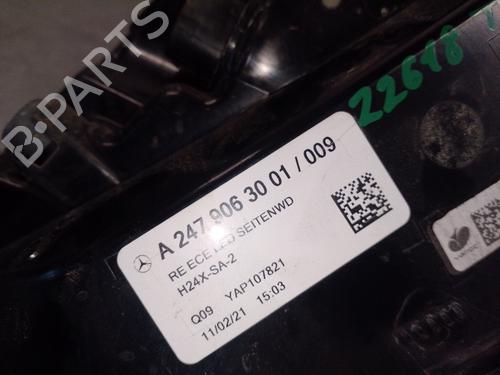 B-PARTS
22618
A 247 906 30 01 / 009
RE ECE LED SEITENWD
H24X-SA-2
Q09 YAP107821
11/02/21 15:03